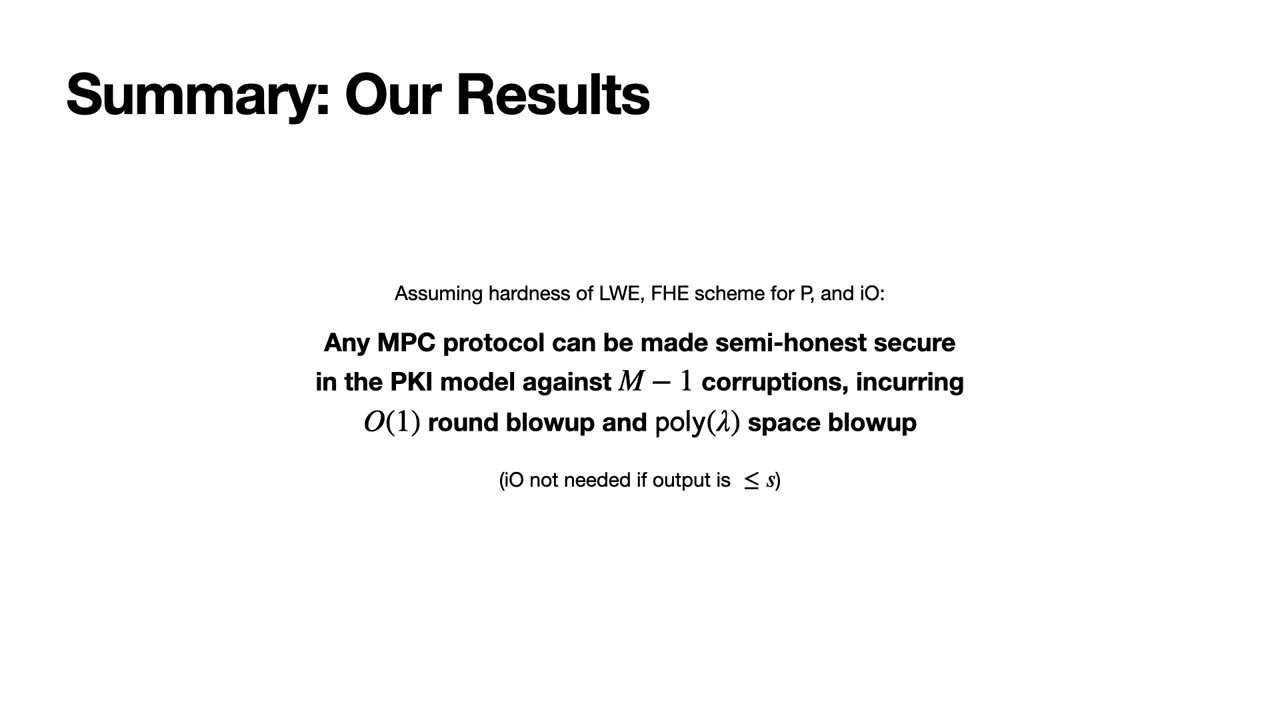 Summary: Our Results
Assuming hardness of LWE, FHE scheme for P, and iO:
Any MPC protocol can be made semi-honest secure
in the PKI model against M − 1 corruptions, incurring
O(1) round blowup and poly(λ) space blowup
(iO not needed if output is ≤ s)